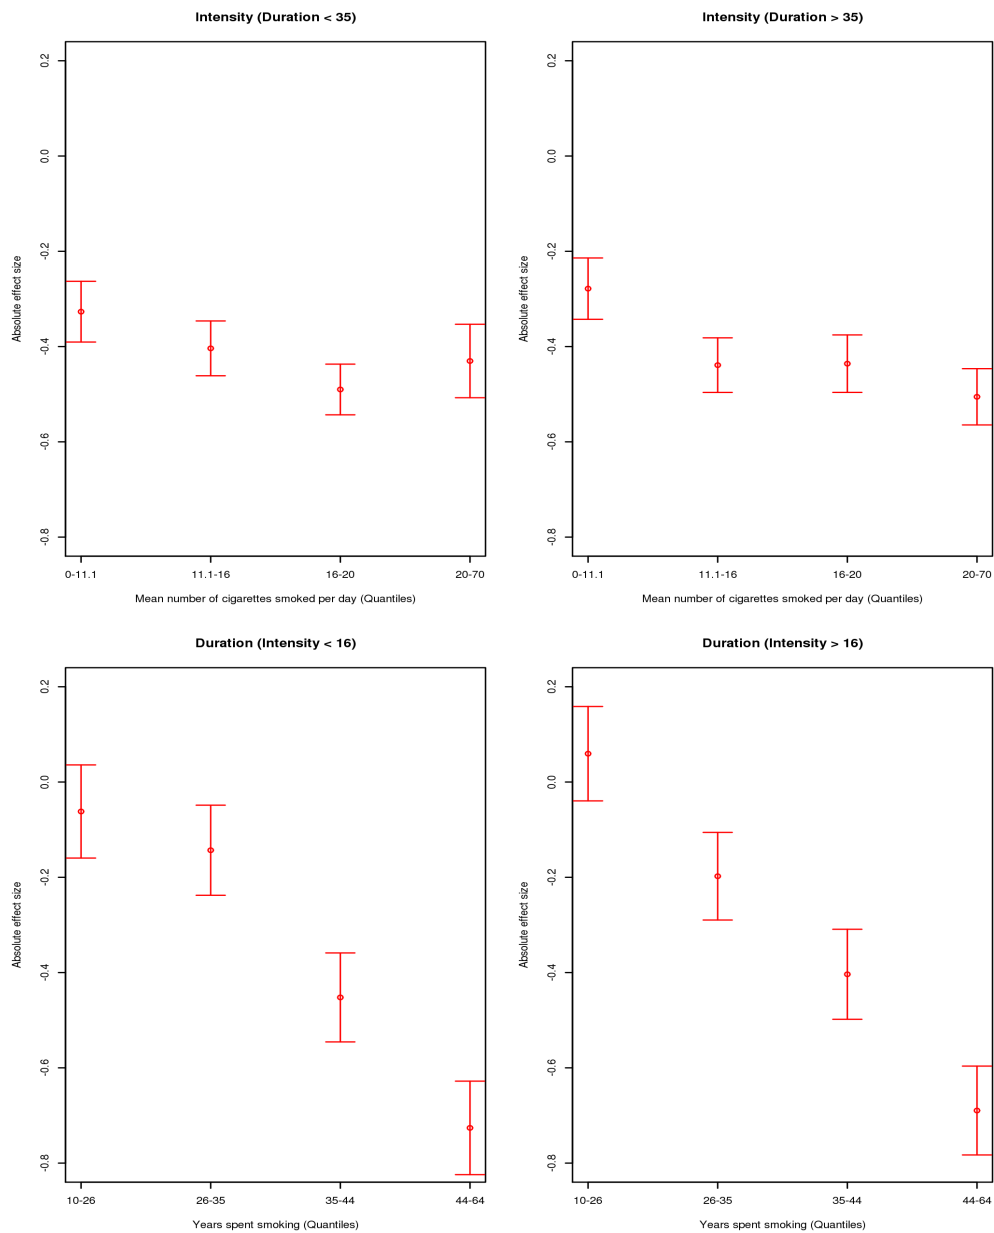 Intensity (Duration < 35)
Absolute effect size
0.2
0.0
-0.2
-0.4
-0.6
-0.8
0-11.1 11.1-16 16-20 20-70
Mean number of cigarettes smoked per day (Quantiles)
Intensity (Duration > 35)
Absolute effect size
0.2
0.0
-0.2
-0.4
-0.6
-0.8
0-11.1 11.1-16 16-20 20-70
Mean number of cigarettes smoked per day (Quantiles)
Duration (Intensity < 16)
Absolute effect size
0.2
0.0
-0.2
-0.4
-0.6
-0.8
10-26 26-35 35-44 44-64
Years spent smoking (Quantiles)
Duration (Intensity > 16)
Absolute effect size
0.2
0.0
-0.2
-0.4
-0.6
-0.8
10-26 26-35 35-44 44-64
Years spent smoking (Quantiles)